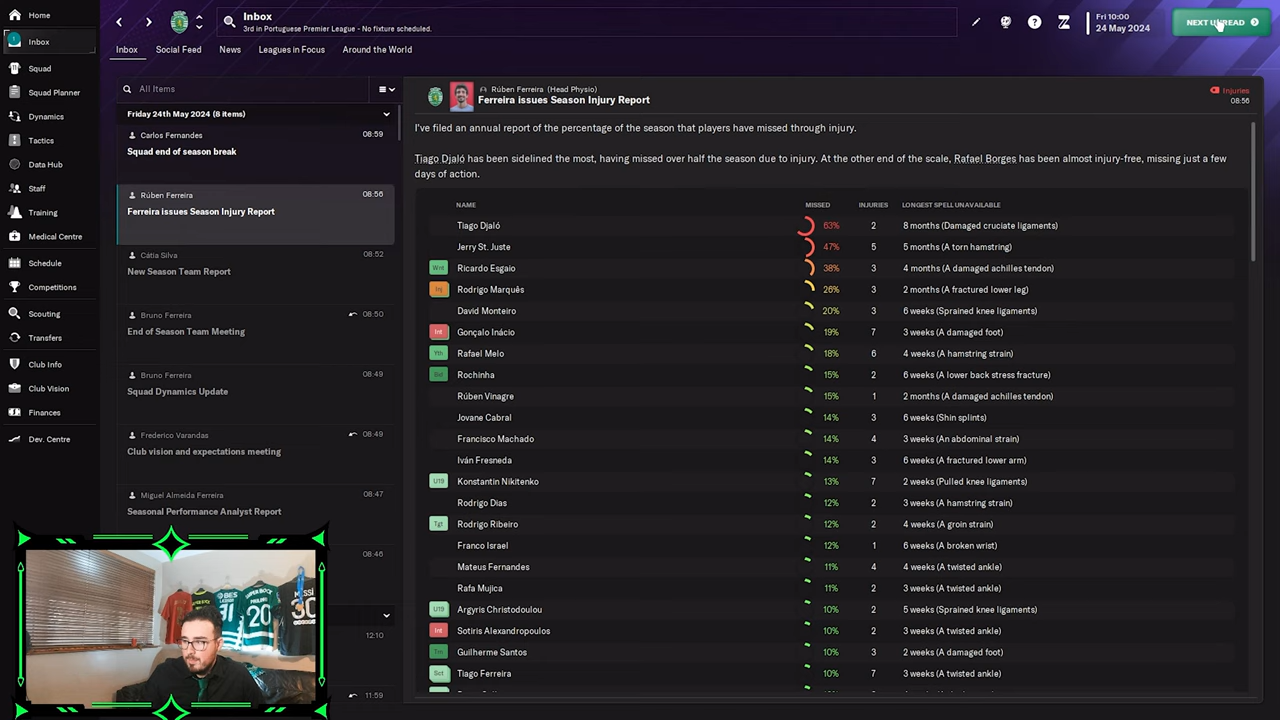 Home
Inbox
Squad
Squad Planner
Dynamics
Tactics
Data Hub
Staff
Training
Medical Centre
Schedule
Competitions
Scouting
Transfers
Club Info
Club Vision
Finances
Dev. Centre
Inbox
3rd in Portuguese Premier League - No fixture scheduled.
Fri 10:00
24 May 2024
NEXT UNREAD
Inbox Social Feed News Leagues in Focus Around the World
All Items
Friday 24th May 2024 (8 items)
Carlos Fernandes 08:59
Squad end of season break
Rúben Ferreira 08:56
Ferreira issues Season Injury Report
Cátia Silva 08:52
New Season Team Report
Bruno Ferreira 08:50
End of Season Team Meeting
Bruno Ferreira 08:49
Squad Dynamics Update
Frederico Varandas 08:49
Club vision and expectations meeting
Miguel Almeida Ferreira 08:47
Seasonal Performance Analyst Report
08:46
12:10
11:59
Rúben Ferreira (Head Physio)
Ferreira issues Season Injury Report
Injuries
08:56
I've filed an annual report of the percentage of the season that players have missed through injury.
Tiago Djaló has been sidelined the most, having missed over half the season due to injury. At the other end of the scale, Rafael Borges has been almost injury-free, missing just a few
days of action.
NAME MISSED INJURIES LONGEST SPELL UNAVAILABLE
Tiago Djaló 63% 2 8 months (Damaged cruciate ligaments)
Jerry St. Juste 47% 5 5 months (A torn hamstring)
Wnt Ricardo Esgaio 38% 3 4 months (A damaged achilles tendon)
Inj Rodrigo Marquês 26% 3 2 months (A fractured lower leg)
David Monteiro 20% 3 6 weeks (Sprained knee ligaments)
Int Gonçalo Inácio 19% 7 3 weeks (A damaged foot)
Yth Rafael Melo 18% 6 4 weeks (A hamstring strain)
Bid Rochinha 15% 2 6 weeks (A lower back stress fracture)
Rúben Vinagre 15% 1 2 months (A damaged achilles tendon)
Jovane Cabral 14% 3 6 weeks (Shin splints)
Francisco Machado 14% 4 3 weeks (An abdominal strain)
Iván Fresneda 14% 3 6 weeks (A fractured lower arm)
U19 Konstantin Nikitenko 13% 7 2 weeks (Pulled knee ligaments)
Rodrigo Dias 12% 2 3 weeks (A hamstring strain)
Tgt Rodrigo Ribeiro 12% 2 4 weeks (A groin strain)
Franco Israel 12% 1 6 weeks (A broken wrist)
Mateus Fernandes 11% 4 3 weeks (A twisted ankle)
Rafa Mujica 11% 2 3 weeks (A twisted ankle)
U19 Argyris Christodoulou 10% 2 5 weeks (Sprained knee ligaments)
Int Sotiris Alexandropoulos 10% 2 3 weeks (A twisted ankle)
Trn Guilherme Santos 10% 3 2 weeks (A damaged foot)
Sct Tiago Ferreira 10% 7 3 weeks (A twisted ankle)
BES
SUPER BOCK
20
30